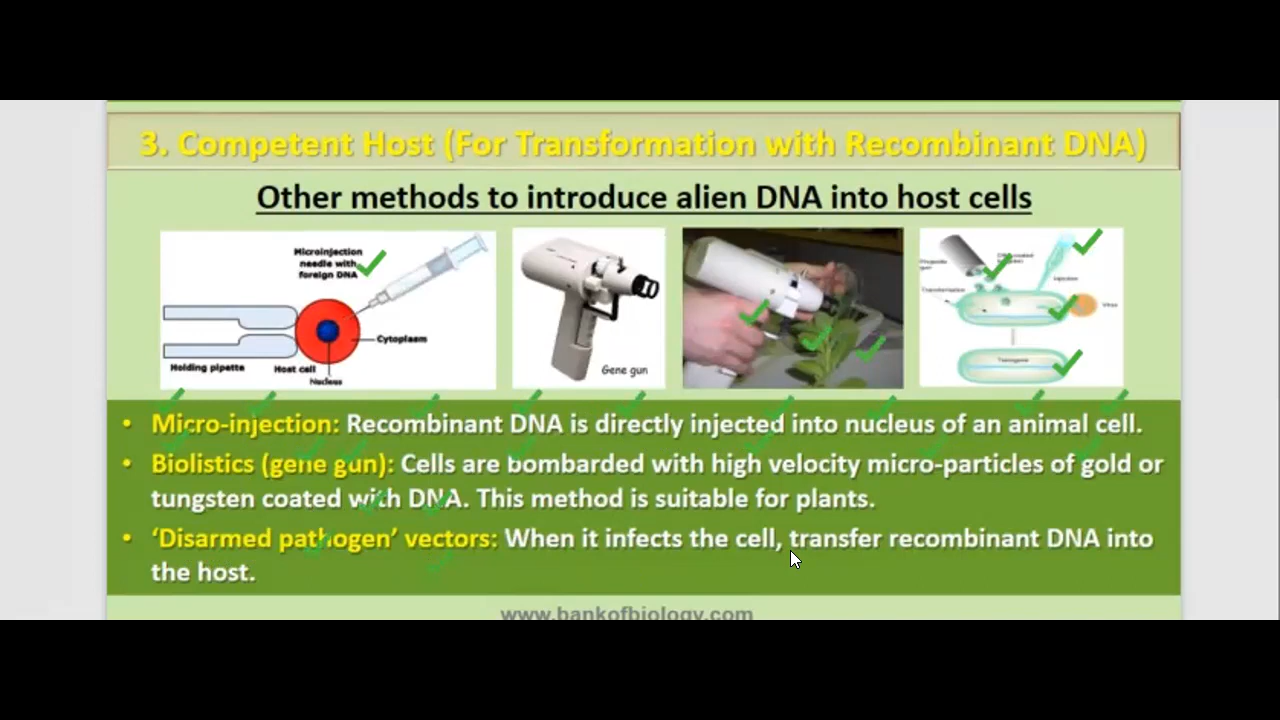 3. Competent Host (For Transformation with Recombinant DNA)
Other methods to introduce alien DNA into host cells
Microinjection
needle with
foreign DNA
Cytoplasm
Holding pipette
Host cell
Nucleus
Gene gun
gun
Injection
Virus
Transgene
• Micro-injection: Recombinant DNA is directly injected into nucleus of an animal cell.
• Biolistics (gene gun): Cells are bombarded with high velocity micro-particles of gold or
tungsten coated with DNA. This method is suitable for plants.
• ‘Disarmed pathogen’ vectors: When it infects the cell, transfer recombinant DNA into
the host.
www.bankofbiology.com